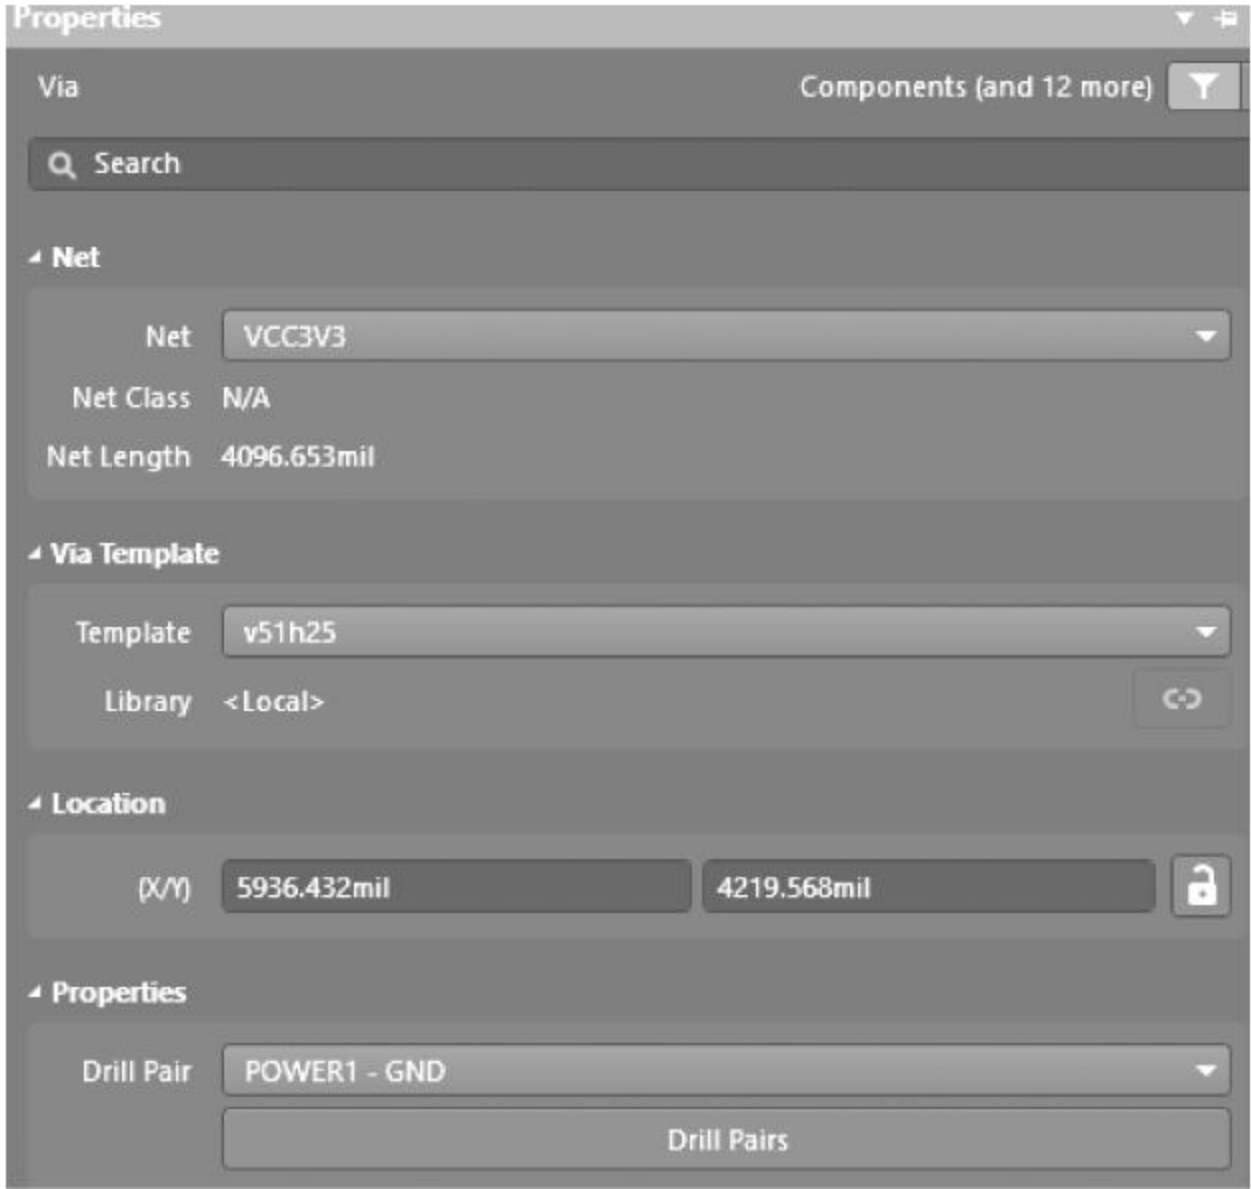 Properties
Via Components (and 12 more)
Search
Net
Net VCC3V3
Net Class N/A
Net Length 4096.653mil
Via Template
Template v51h25
Library <Local>
Location
(X/Y) 5936.432mil 4219.568mil
Properties
Drill Pair POWER1 - GND
Drill Pairs